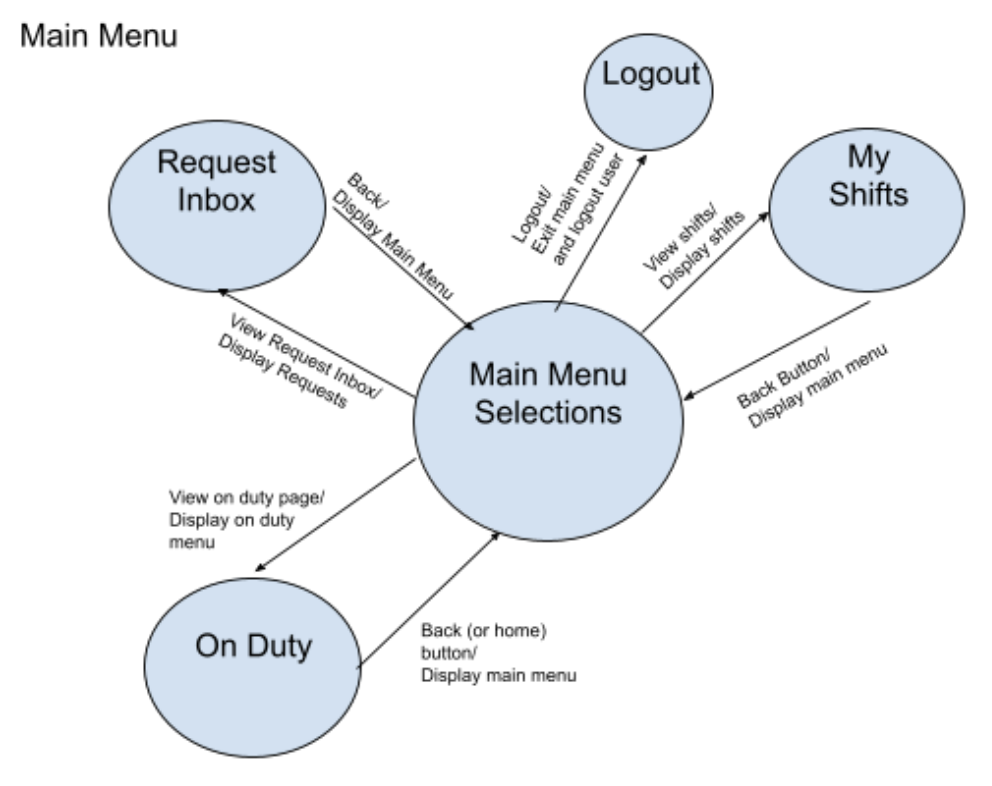 Main Menu
Logout
Request
Inbox
My
Shifts
Back/
Display Main Menu
Logout/
Exit main menu
and logout user
View shifts/
Display shifts
View Request Inbox/
Display Requests
Main Menu
Selections
Back Button/
Display main menu
View on duty page/
Display on duty
menu
On Duty
Back (or home)
button/
Display main menu